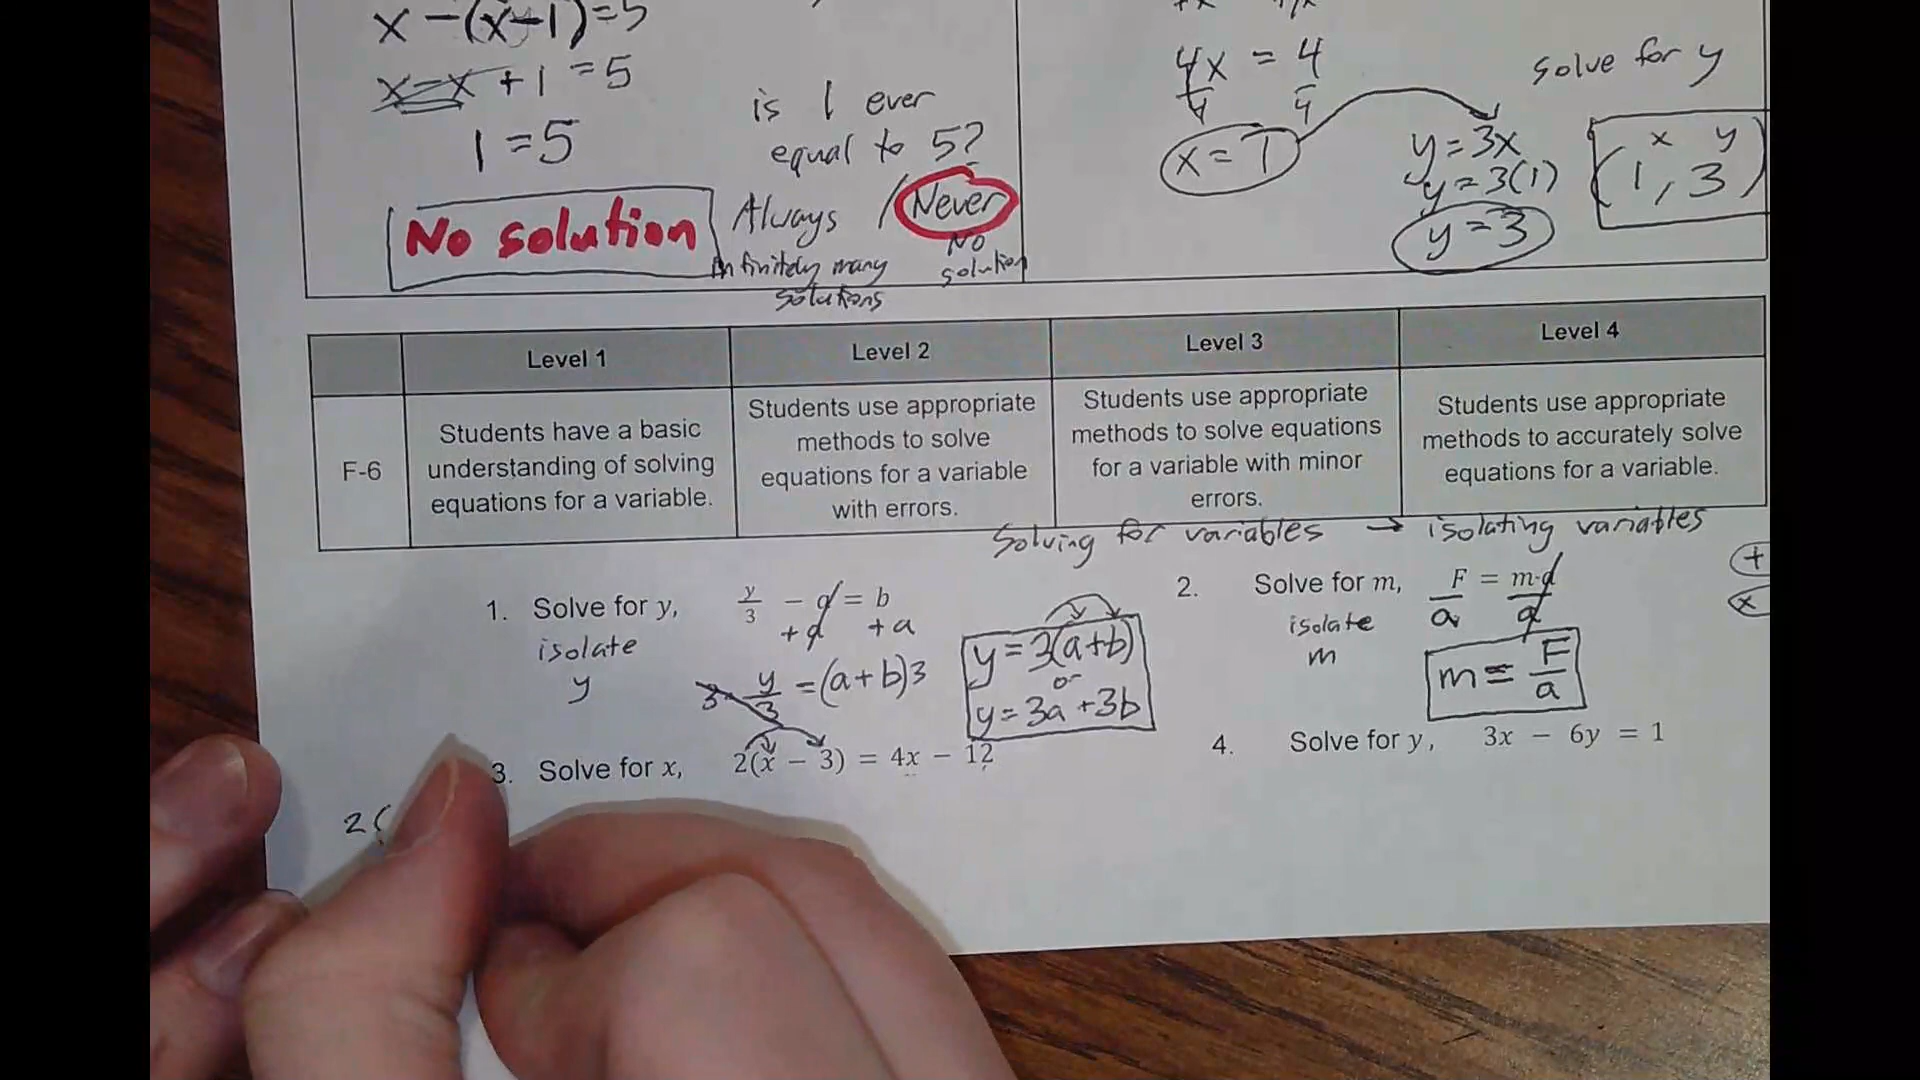 x - (x-1) = 5
x - x + 1 = 5
1 = 5
No solution
is 1 ever
equal to 5?
Always / Never
infinitely many
solutions
No
solution
4x = 4
4 4
x = 1
solve for y
y = 3x
y = 3(1)
y = 3
x y
(1, 3)
Level 1 Level 2 Level 3 Level 4
F-6
Students have a basic
understanding of solving
equations for a variable.
Students use appropriate
methods to solve
equations for a variable
with errors.
Students use appropriate
methods to solve equations
for a variable with minor
errors.
Students use appropriate
methods to accurately solve
equations for a variable.
Solving for variables → isolating variables
1. Solve for y, y/3 - a = b
+a +a
isolate
y
3 · y/3 = (a+b)3
y = 3(a+b)
or
y = 3a + 3b
2. Solve for m, F = m·a
a a
isolate
m
m = F/a
+
x
3. Solve for x, 2(x − 3) = 4x − 12
2(
4. Solve for y, 3x − 6y = 1